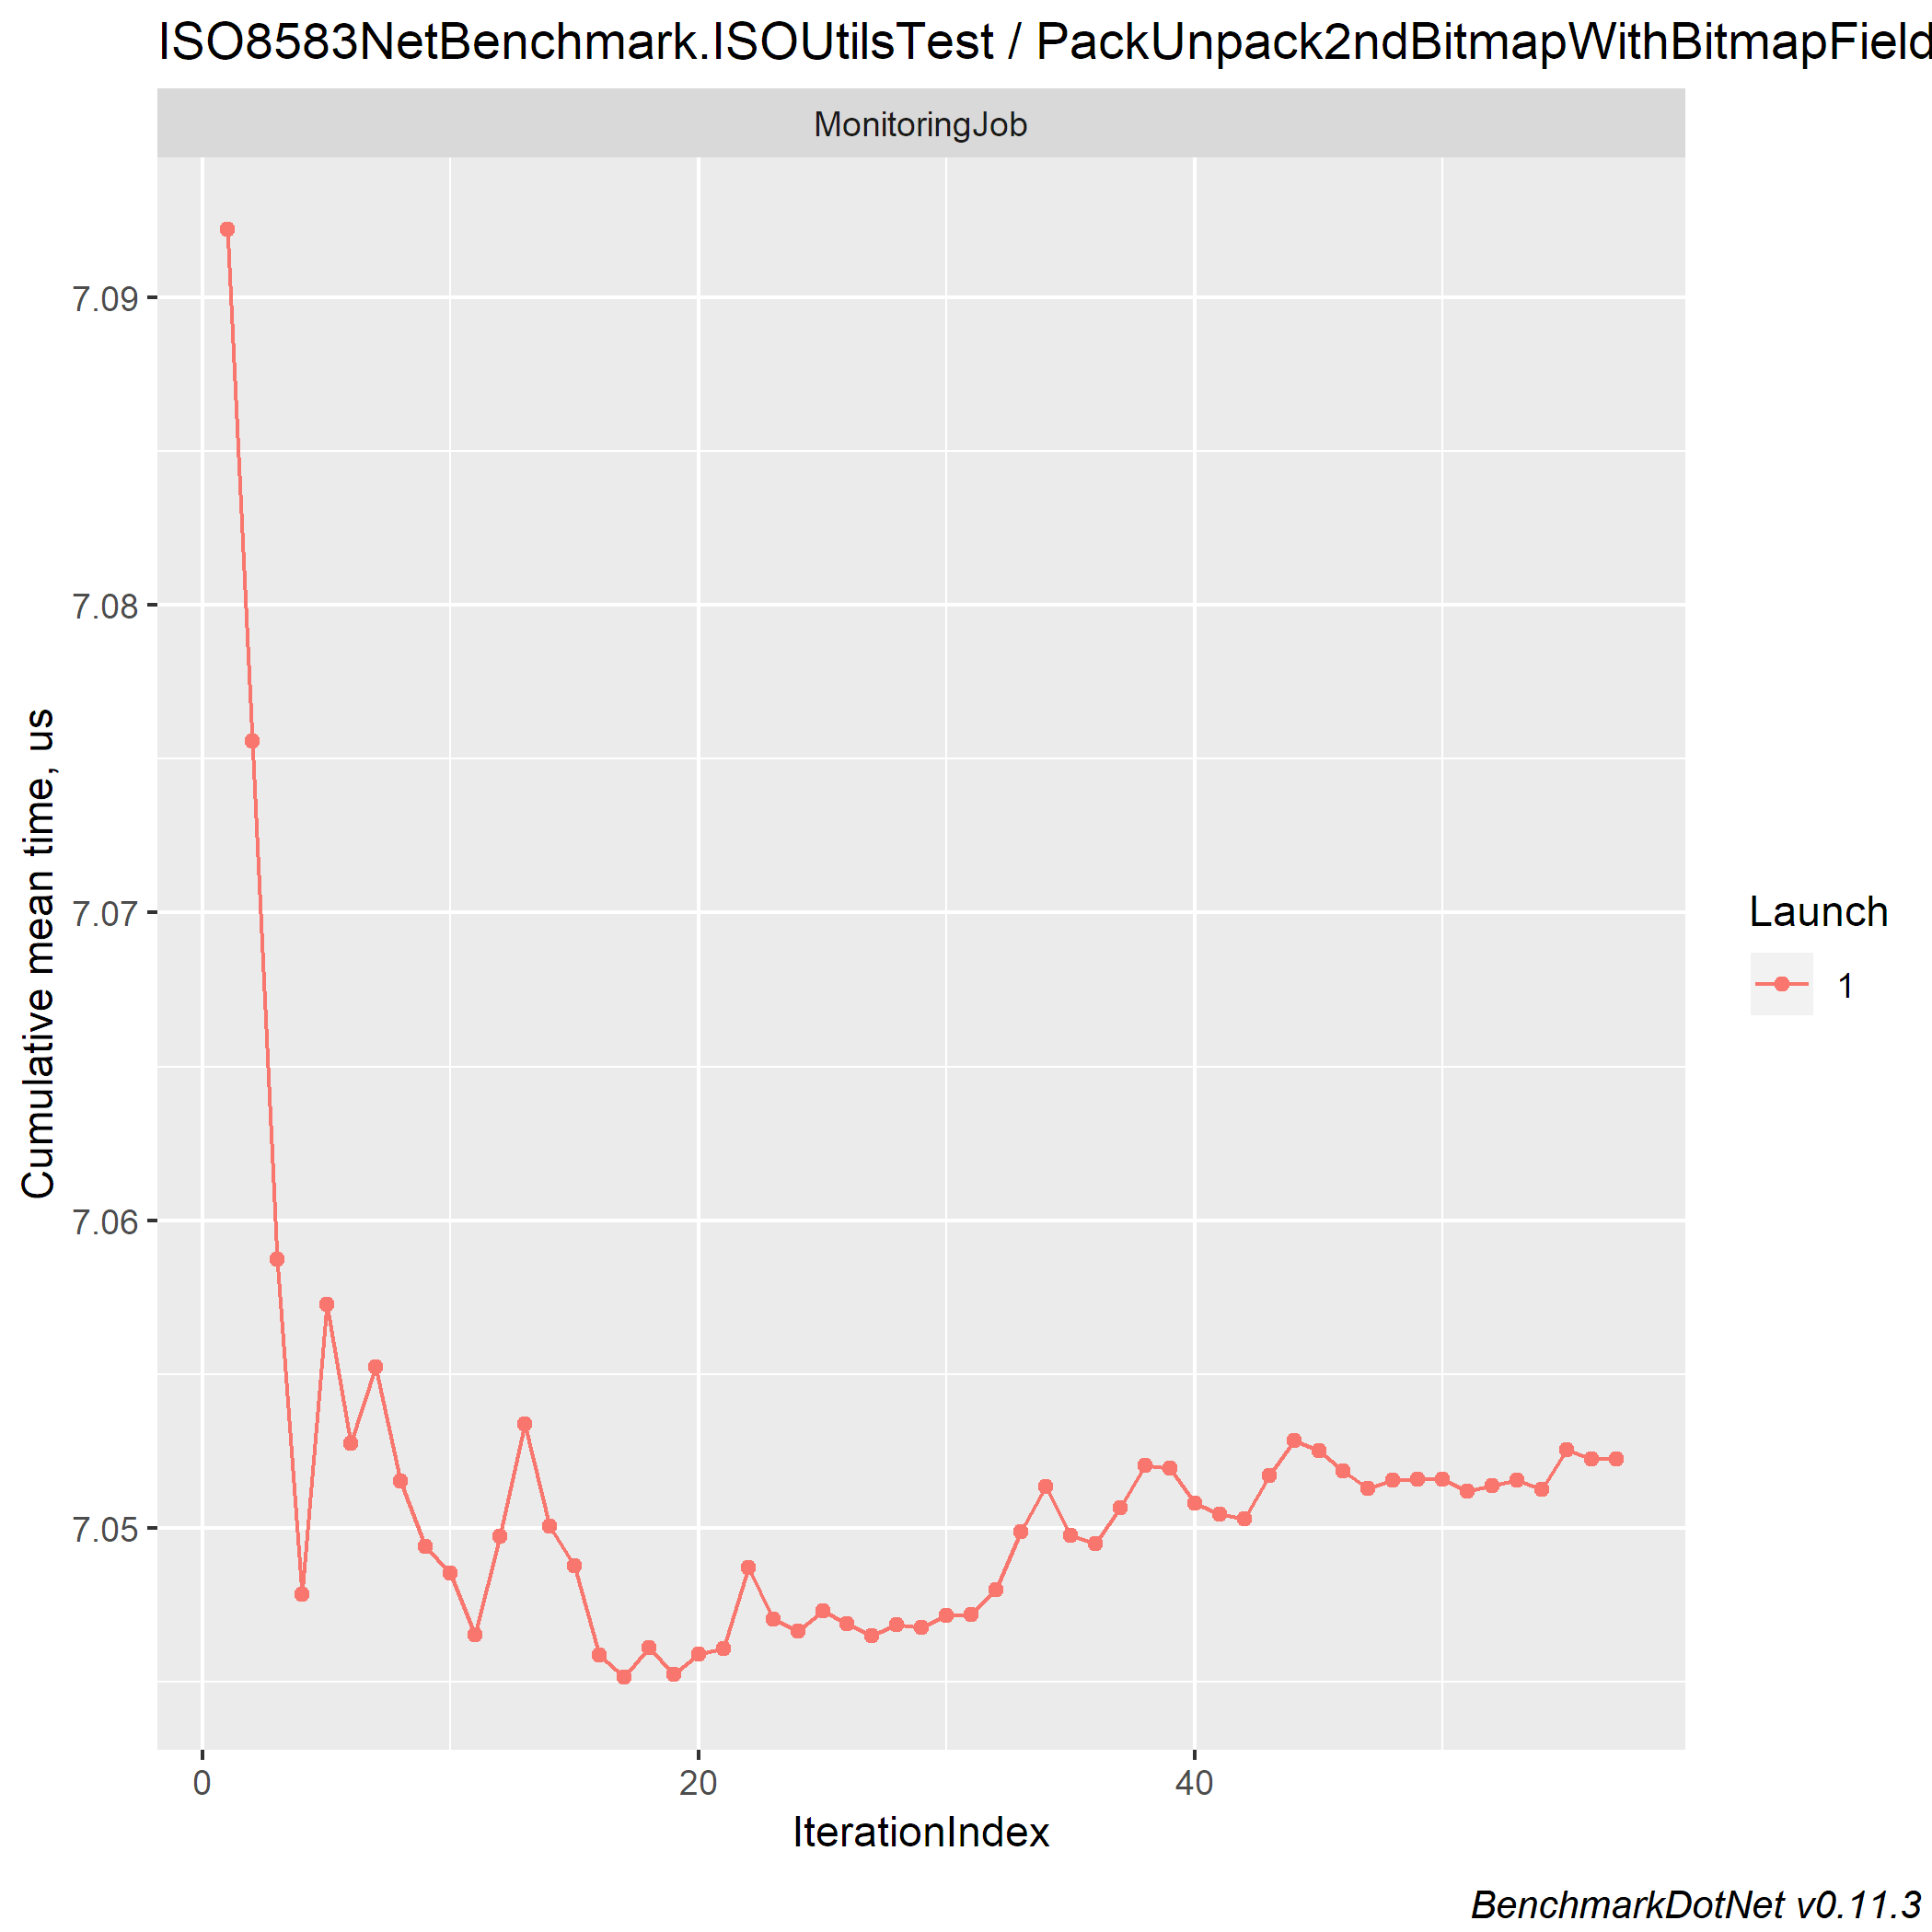 ISO8583NetBenchmark.ISOUtilsTest / PackUnpack2ndBitmapWithBitmapField
MonitoringJob
7.09
7.08
7.07
7.06
7.05
Cumulative mean time, us
0 20 40
IterationIndex
Launch
1
BenchmarkDotNet v0.11.3